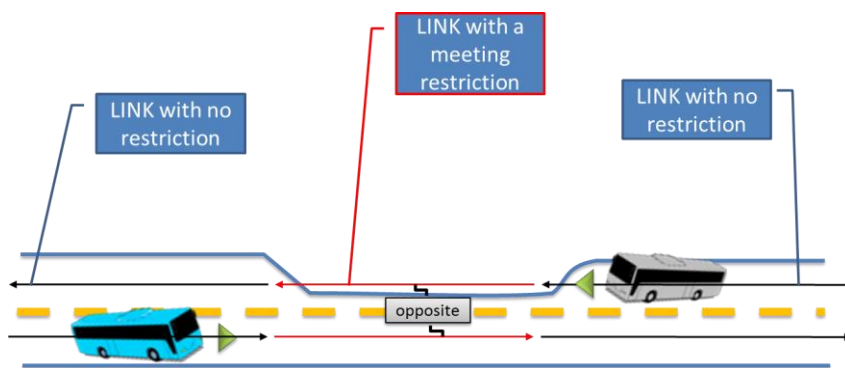 LINK with a
meeting
restriction
LINK with no
restriction
LINK with no
restriction
opposite